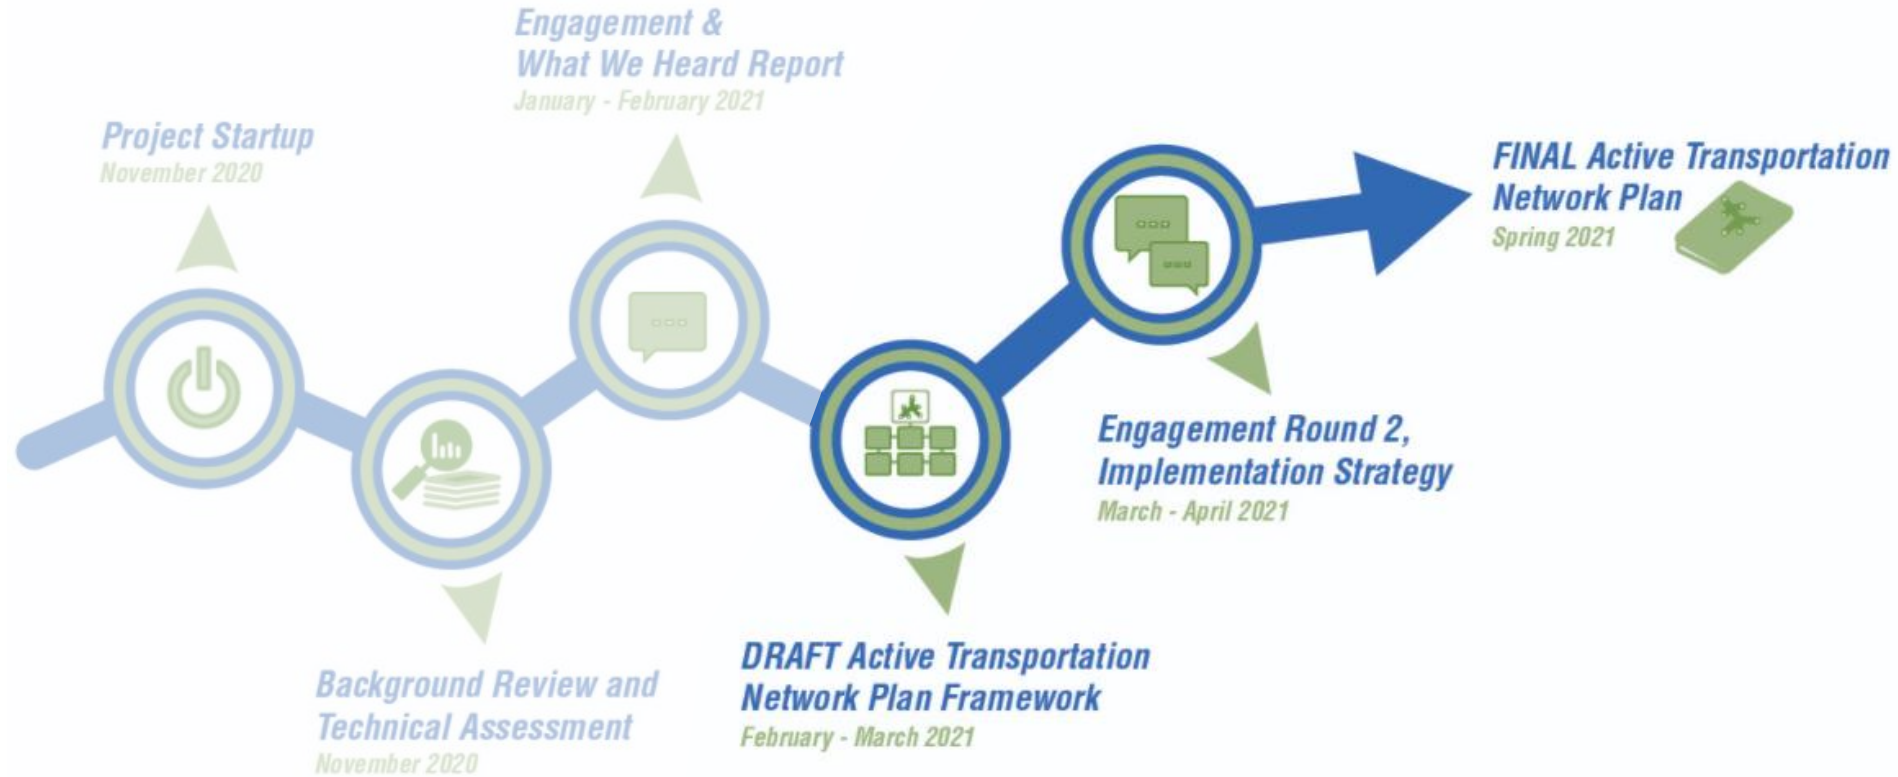 Project Startup
November 2020
Background Review and
Technical Assessment
November 2020
Engagement &
What We Heard Report
January - February 2021
DRAFT Active Transportation
Network Plan Framework
February - March 2021
Engagement Round 2,
Implementation Strategy
March - April 2021
FINAL Active Transportation
Network Plan
Spring 2021